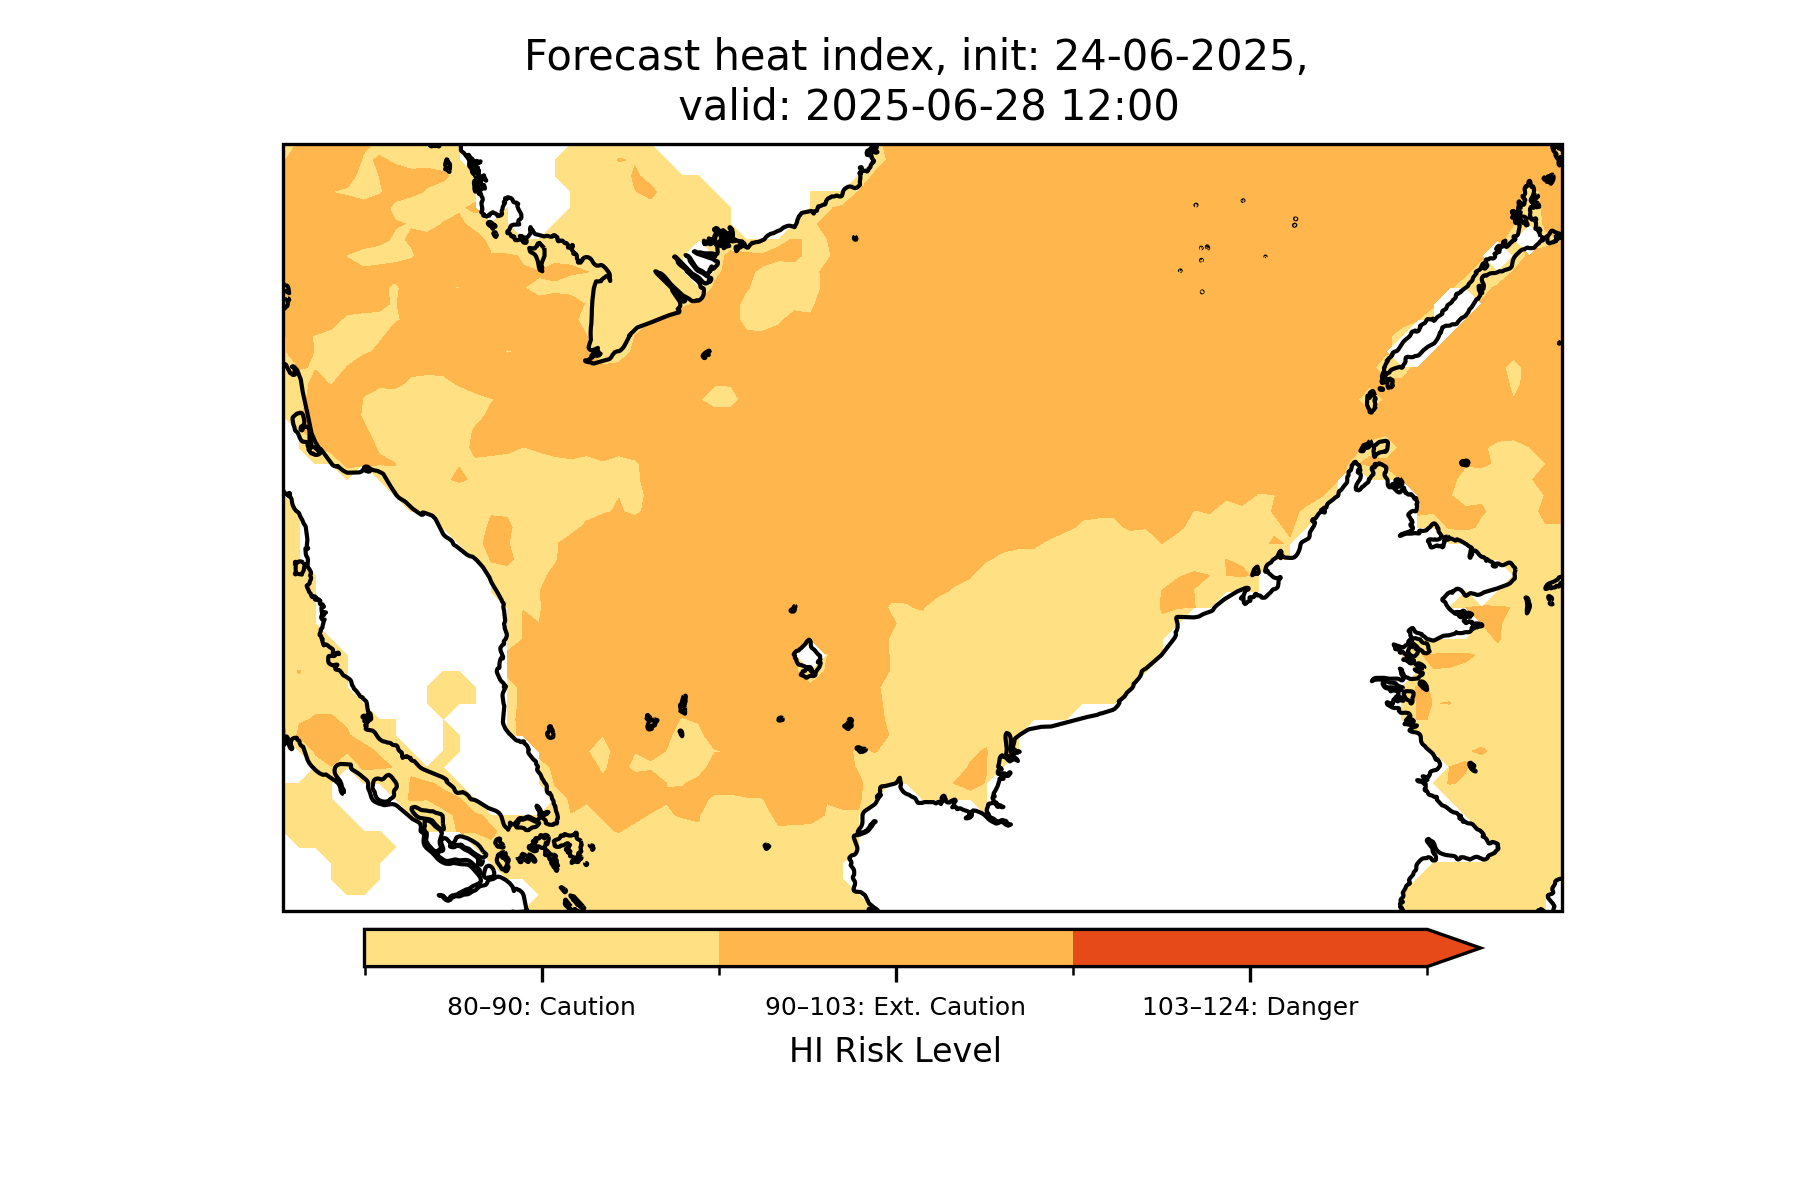 Forecast heat index, init: 24-06-2025,
valid: 2025-06-28 12:00
80–90: Caution
90–103: Ext. Caution
103–124: Danger
HI Risk Level